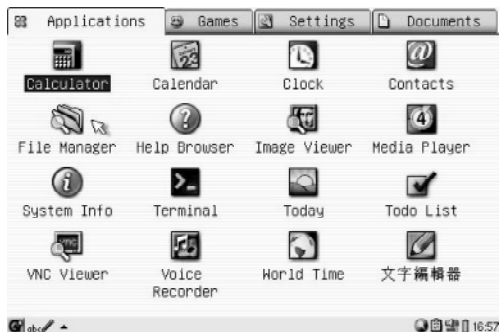 Applications Games Settings Documents
Calculator Calendar Clock Contacts
File Manager Help Browser Image Viewer Media Player
System Info Terminal Today Todo List
VNC Viewer Voice Recorder World Time 文字編輯器
abc 16:57